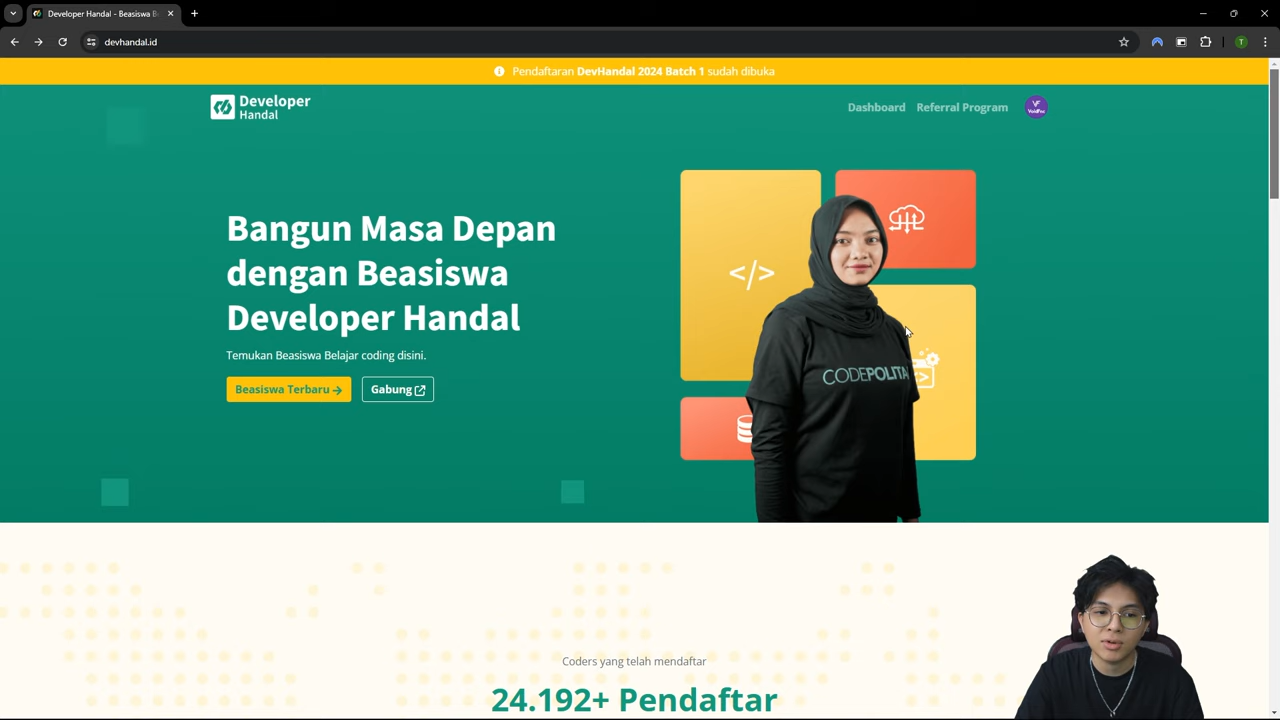 Developer Handal - Beasiswa B
devhandal.id
T
Pendaftaran DevHandal 2024 Batch 1 sudah dibuka
Developer
Handal
Dashboard
Referral Program
VF
VoidFnc
Bangun Masa Depan
dengan Beasiswa
Developer Handal
Temukan Beasiswa Belajar coding disini.
Beasiswa Terbaru →
Gabung
</>
CODEPOLITA
Coders yang telah mendaftar
24.192+ Pendaftar